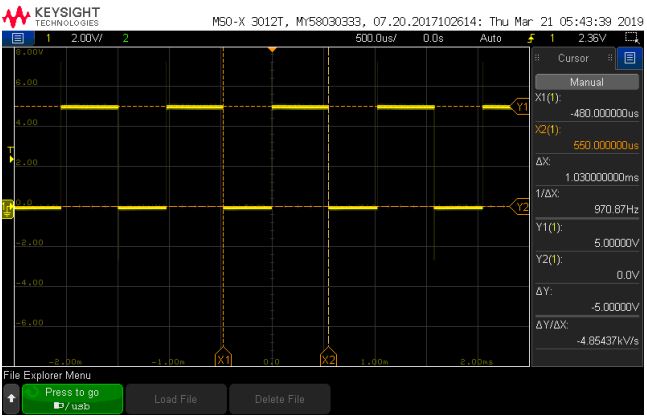 KEYSIGHT
TECHNOLOGIES
MSO-X 3012T, MY58030333, 07.20.2017102614: Thu Mar 21 05:43:39 2019
1 2.00V/ 2 500.0us/ 0.0s Auto 1 2.36V
8.00V
6.00
4.00
2.00
0.0
-2.00
-4.00
-6.00
T
1
Y1
Y2
X1
X2
-2.00m -1.00m 0.0 1.00m 2.00ms
Cursor
Manual
X1(1):
-480.000000us
X2(1):
550.000000us
ΔX:
1.030000000ms
1/ΔX:
970.87Hz
Y1(1):
5.00000V
Y2(1):
0.0V
ΔY:
-5.00000V
ΔY/ΔX:
-4.85437kV/s
File Explorer Menu
Press to go
/usb
Load File
Delete File